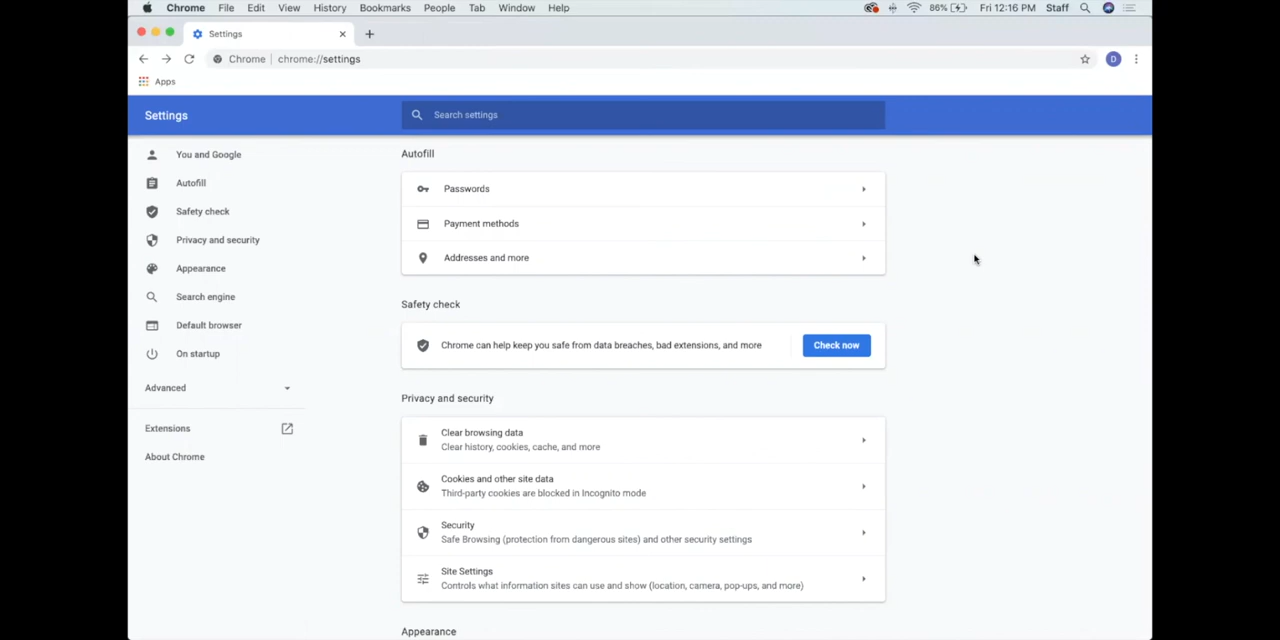 Chrome File Edit View History Bookmarks People Tab Window Help 86% Fri 12:16 PM Staff
Settings
Chrome | chrome://settings D
Apps
Settings
Search settings
You and Google
Autofill
Safety check
Privacy and security
Appearance
Search engine
Default browser
On startup
Advanced
Extensions
About Chrome
Autofill
Passwords
Payment methods
Addresses and more
Safety check
Chrome can help keep you safe from data breaches, bad extensions, and more
Check now
Privacy and security
Clear browsing data
Clear history, cookies, cache, and more
Cookies and other site data
Third-party cookies are blocked in Incognito mode
Security
Safe Browsing (protection from dangerous sites) and other security settings
Site Settings
Controls what information sites can use and show (location, camera, pop-ups, and more)
Appearance